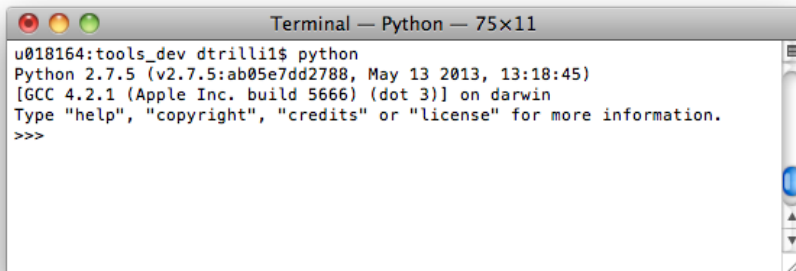 Terminal — Python — 75×11
u018164:tools_dev dtrilli1$ python
Python 2.7.5 (v2.7.5:ab05e7dd2788, May 13 2013, 13:18:45)
[GCC 4.2.1 (Apple Inc. build 5666) (dot 3)] on darwin
Type "help", "copyright", "credits" or "license" for more information.
>>>